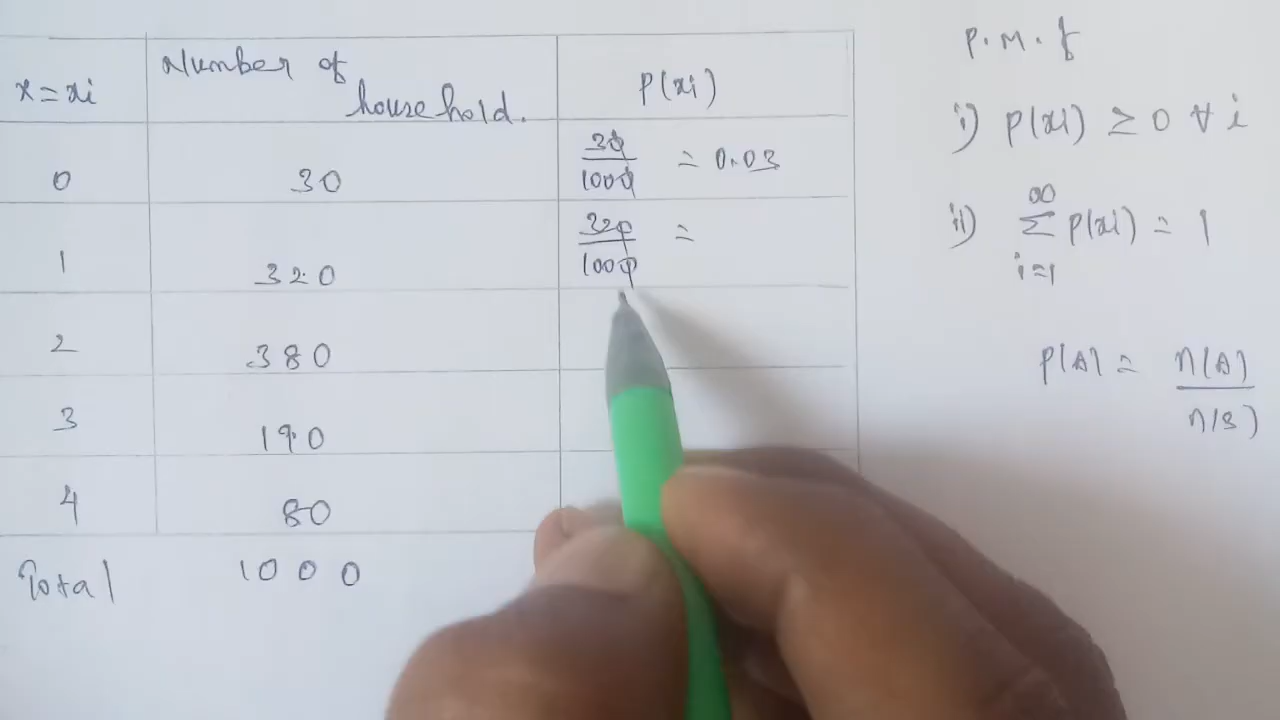 x=xi
Number of household.
P(xi)
0
30
30/1000 = 0.03
1
320
320/1000 =
2
380
3
190
4
80
Total
1000
P.M.f
i) P(xi) ≥ 0 ∀ i
ii) ∞ Σ i=1 P(xi) = 1
P(A) = n(A)/n(S)